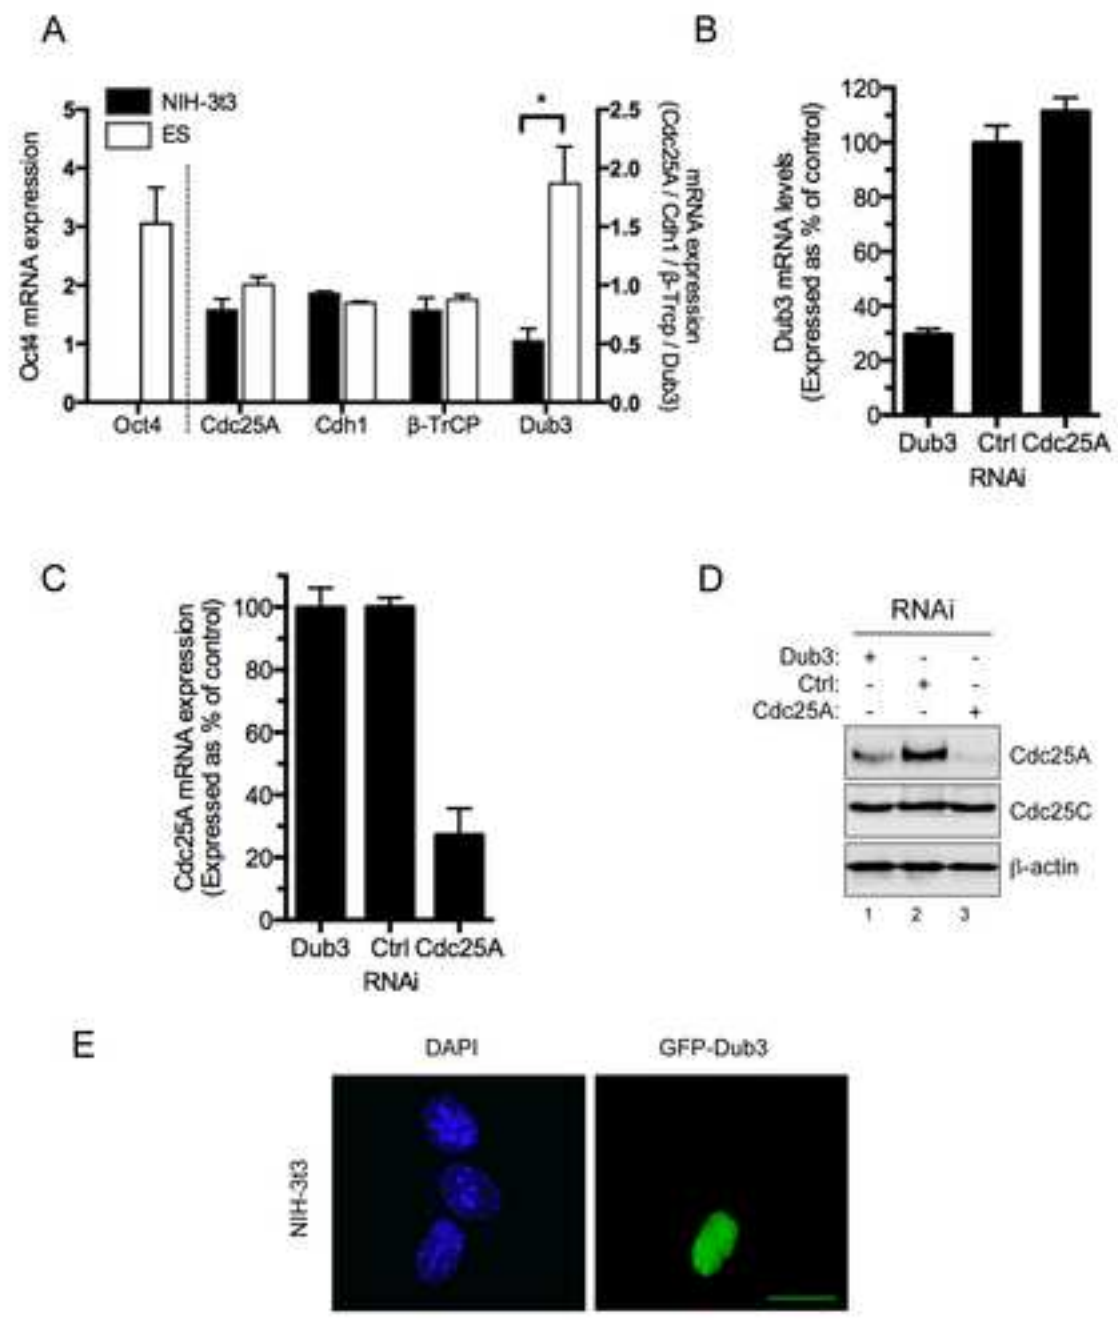 A
NIH-3t3
ES
*
Oct4 mRNA expression
5
4
3
2
1
0
2.5
2.0
1.5
1.0
0.5
0.0
mRNA expression
(Cdc25A / Cdh1 / β-Trcp / Dub3)
Oct4 Cdc25A Cdh1 β-TrCP Dub3
B
Dub3 mRNA levels
(Expressed as % of control)
120
100
80
60
40
20
0
Dub3 Ctrl Cdc25A
RNAi
C
Cdc25A mRNA expression
(Expressed as % of control)
100
80
60
40
20
0
Dub3 Ctrl Cdc25A
RNAi
D
RNAi
Dub3: + - -
Ctrl: - + -
Cdc25A: - - +
Cdc25A
Cdc25C
β-actin
1 2 3
E
DAPI GFP-Dub3
NIH-3t3